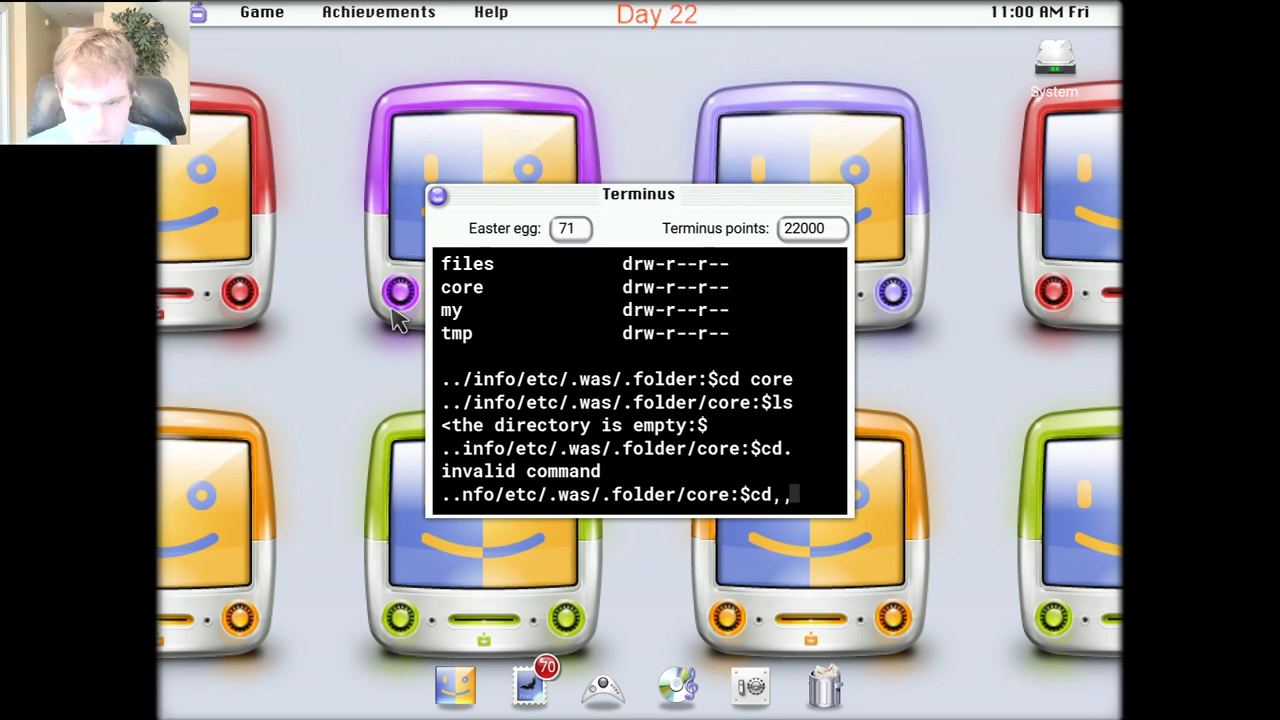 Game Achievements Help Day 22 11:00 AM Fri
System
Terminus
Easter egg: 71 Terminus points: 22000
files drw-r--r--
core drw-r--r--
my drw-r--r--
tmp drw-r--r--
../info/etc/.was/.folder:$cd core
../info/etc/.was/.folder/core:$ls
<the directory is empty:$
..info/etc/.was/.folder/core:$cd.
invalid command
..nfo/etc/.was/.folder/core:$cd,,
70